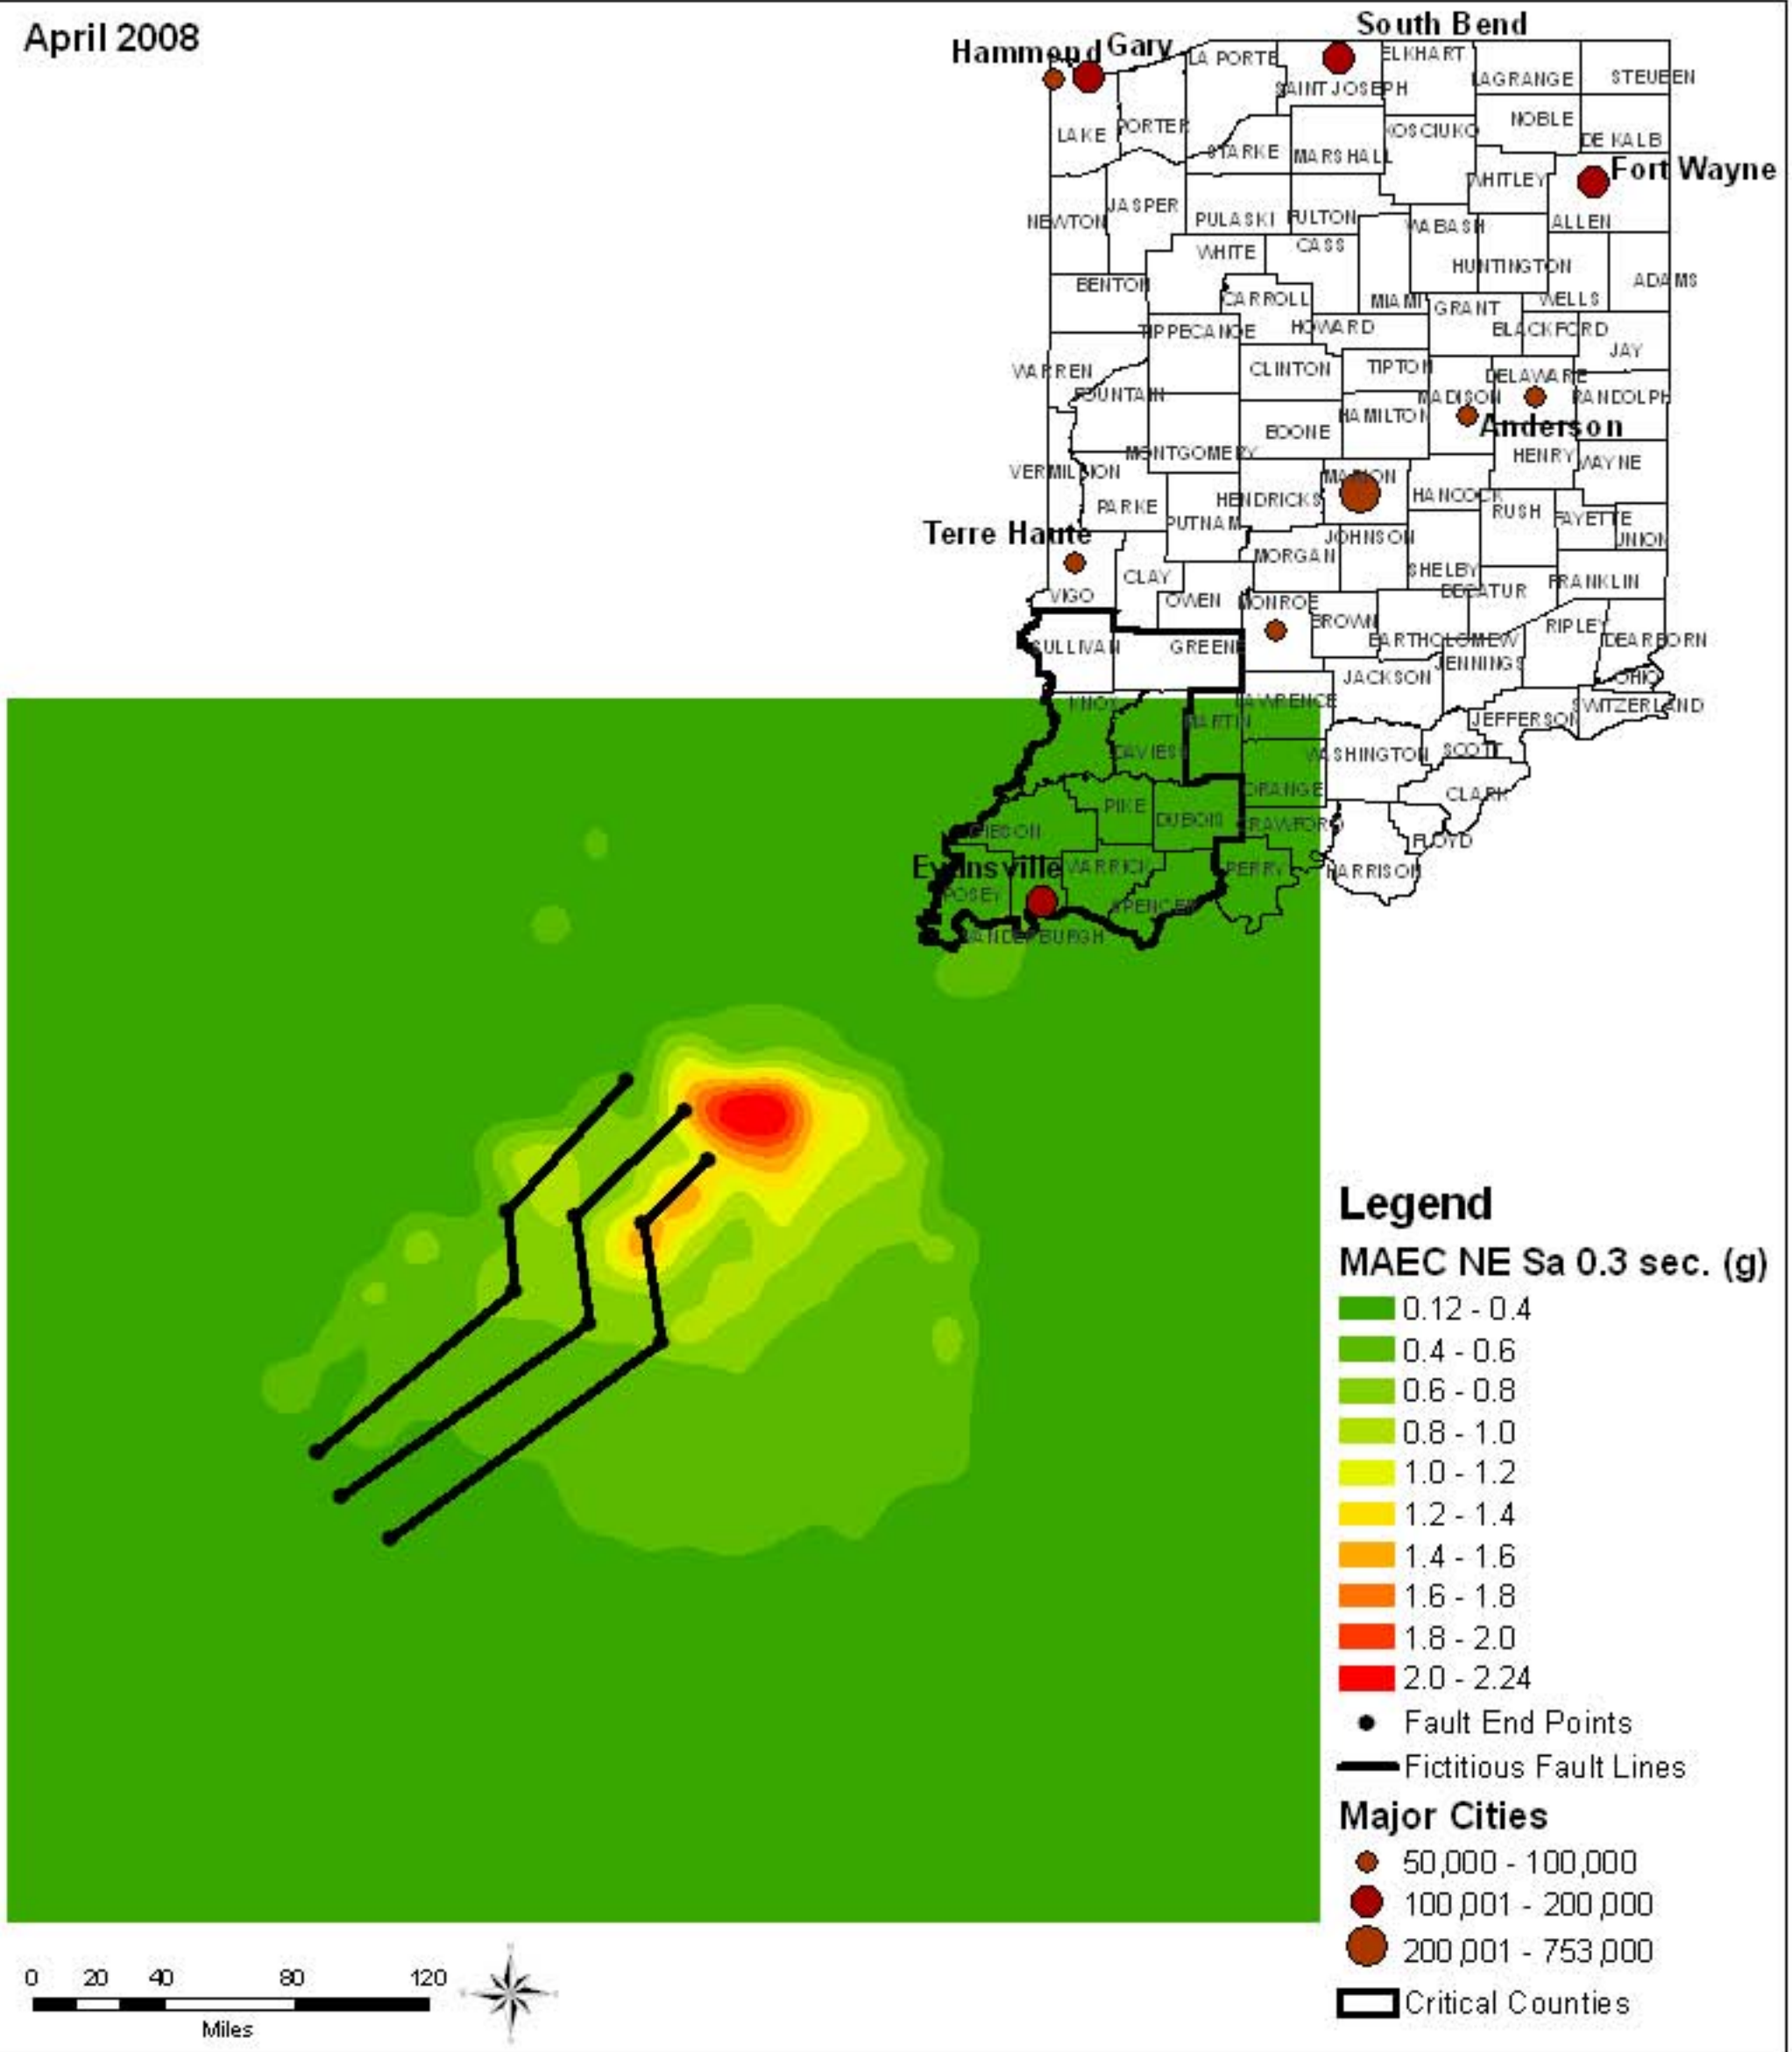 April 2008
South Bend
Hammond Gary
LA PORTE
ELKHART
LAGRANGE
STEUBEN
SAINT JOSEPH
LAKE
PORTER
NOBLE
DE KALB
KOSCIUKO
STARKE
MARSHALL
Fort Wayne
WHITLEY
NEWTON
JASPER
PULASKI
FULTON
WABASH
ALLEN
WHITE
CASS
HUNTINGTON
ADAMS
BENTON
CARROLL
MIAMI
GRANT
WELLS
TIPPECANOE
HOWARD
BLACKFORD
JAY
WARREN
CLINTON
TIPTON
DELAWARE
FOUNTAIN
MADISON
RANDOLPH
HAMILTON
BOONE
Anderson
MONTGOMERY
HENRY
WAYNE
VERMILLION
MARION
HENDRICKS
HANCOCK
PARKE
RUSH
FAYETTE
PUTNAM
Terre Haute
JOHNSON
UNION
MORGAN
SHELBY
CLAY
FRANKLIN
DECATUR
VIGO
OWEN
MONROE
BROWN
RIPLEY
BARTHOLOMEW
DEARBORN
SULLIVAN
GREENE
JENNINGS
JACKSON
OHIO
KNOX
LAWRENCE
SWITZERLAND
MARTIN
JEFFERSON
DAVIESS
WASHINGTON
SCOTT
ORANGE
CLARK
PIKE
DUBOIS
CRAWFORD
GIBSON
FLOYD
Evansville
WARRICK
PERRY
HARRISON
POSEY
SPENCER
VANDERBURGH
Legend
MAEC NE Sa 0.3 sec. (g)
0.12 - 0.4
0.4 - 0.6
0.6 - 0.8
0.8 - 1.0
1.0 - 1.2
1.2 - 1.4
1.4 - 1.6
1.6 - 1.8
1.8 - 2.0
2.0 - 2.24
Fault End Points
Fictitious Fault Lines
Major Cities
50,000 - 100,000
100,001 - 200,000
200,001 - 753,000
Critical Counties
0 20 40 80 120
Miles